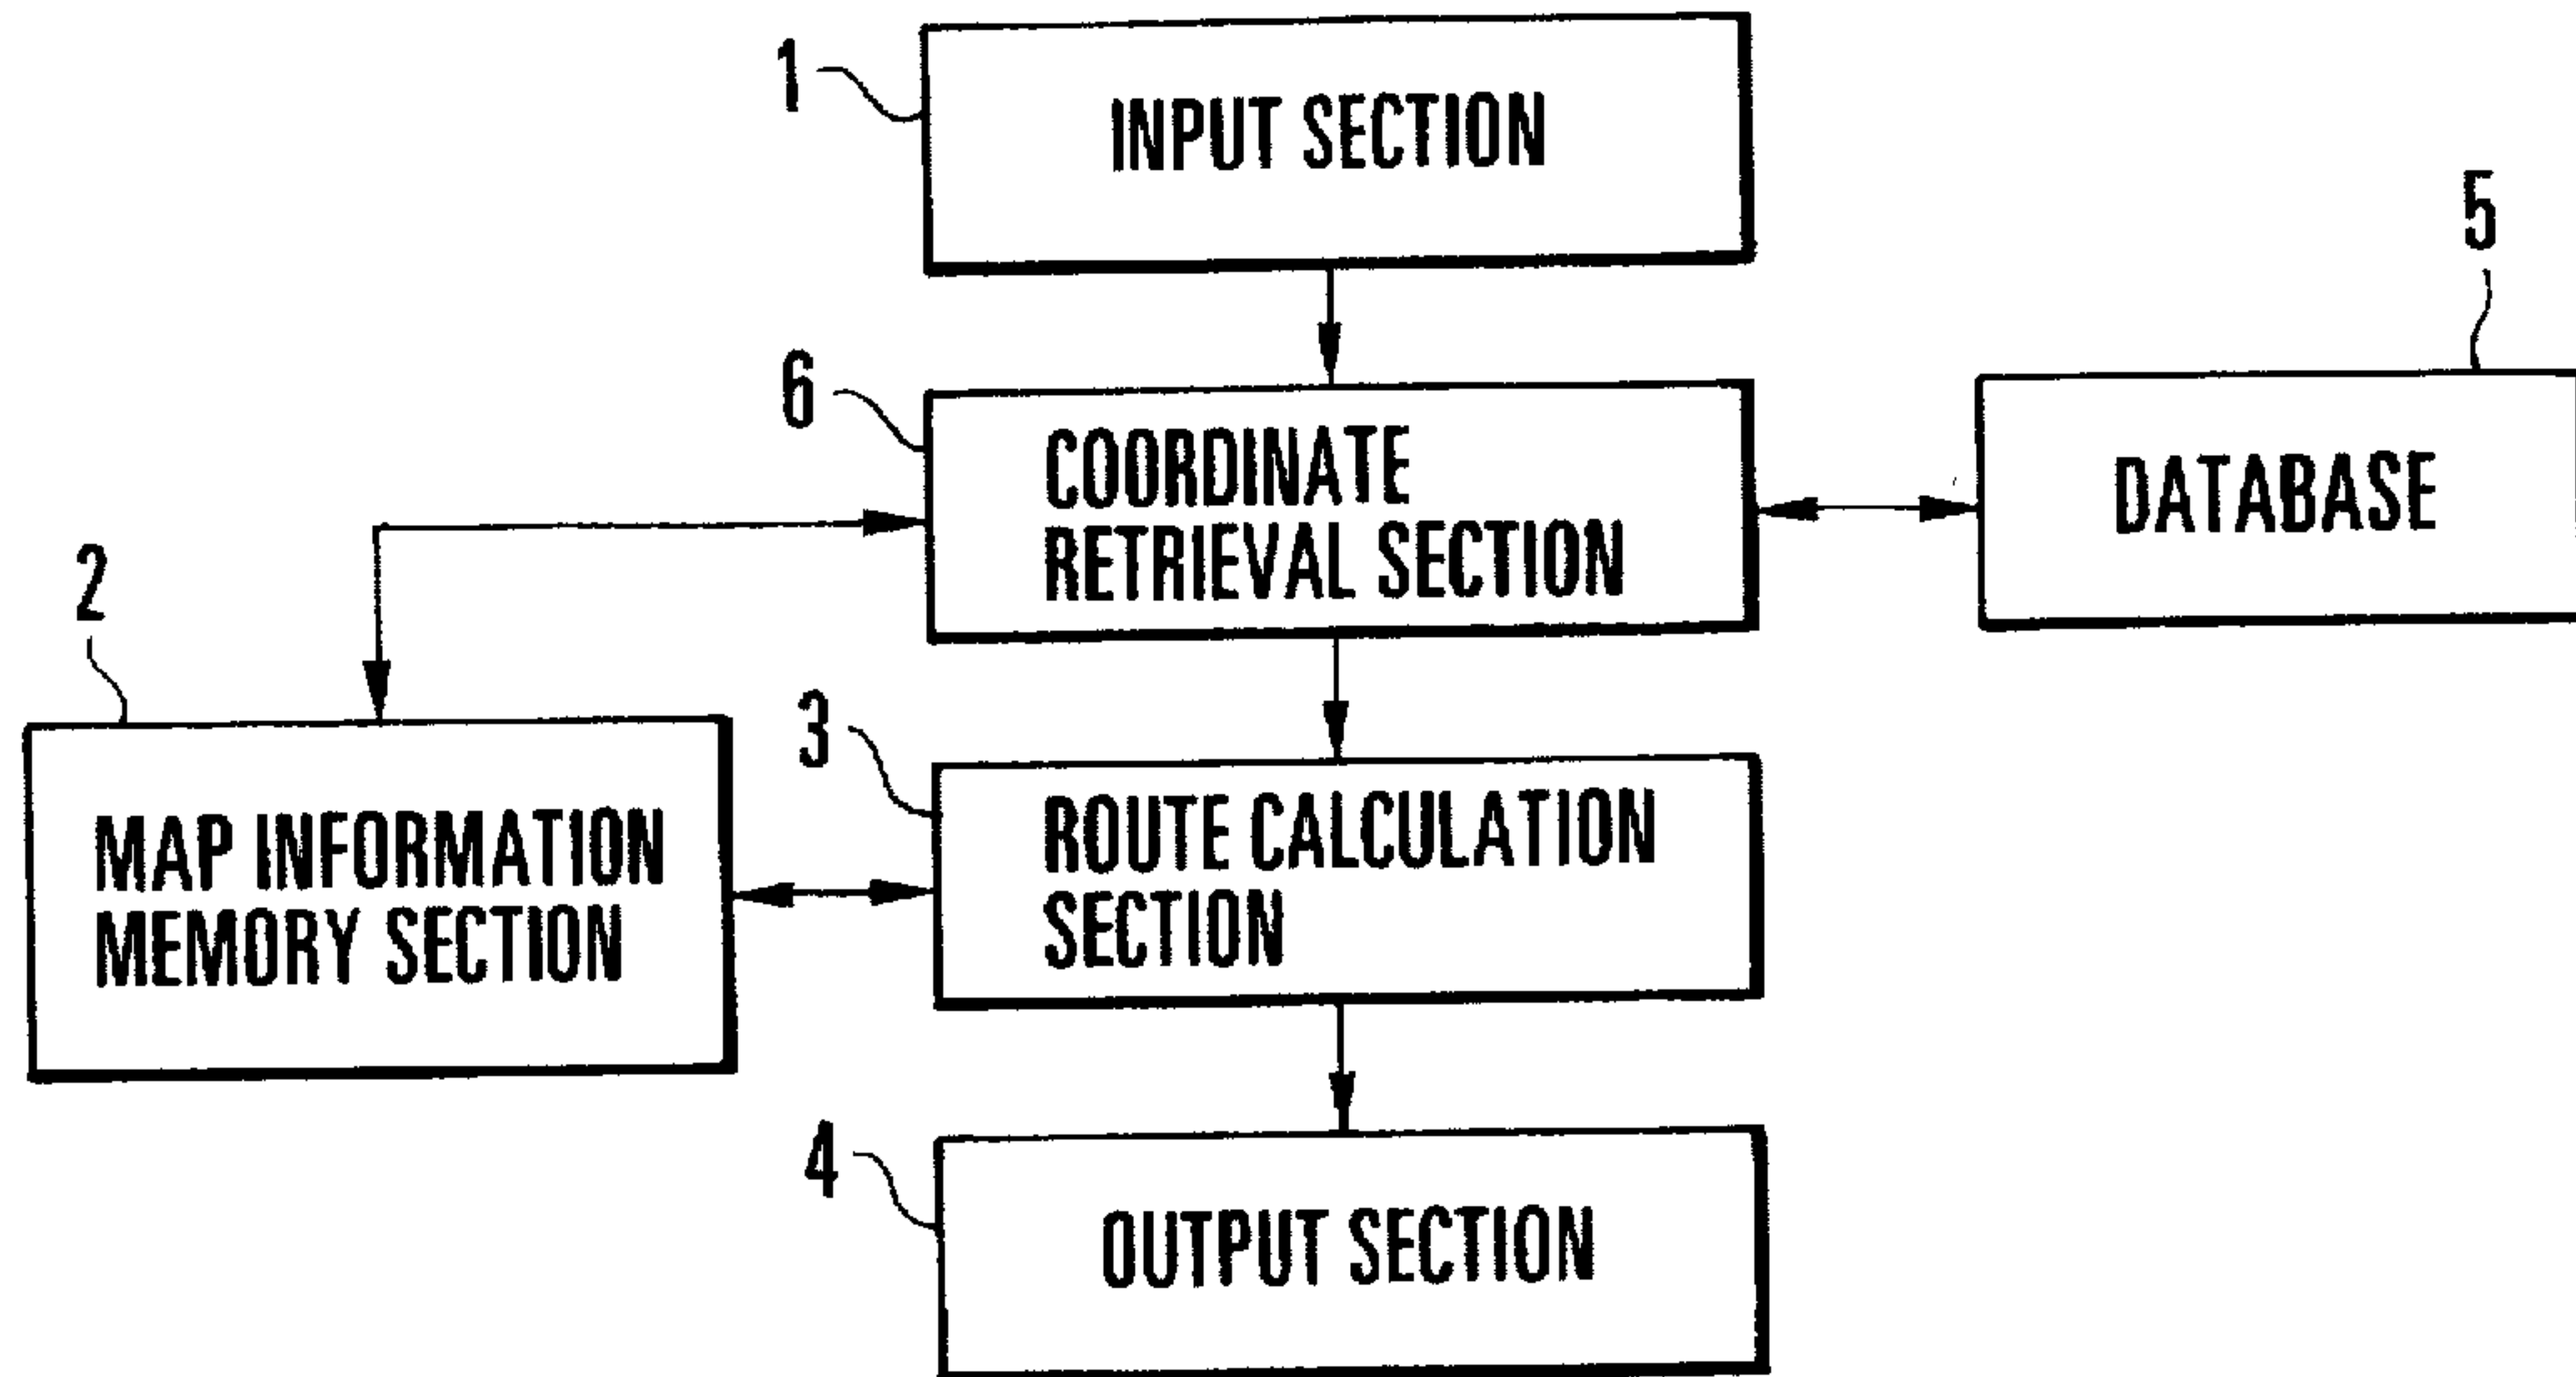 1
INPUT SECTION
5
6
COORDINATE
RETRIEVAL SECTION
DATABASE
2
3
MAP INFORMATION
MEMORY SECTION
ROUTE CALCULATION
SECTION
4
OUTPUT SECTION